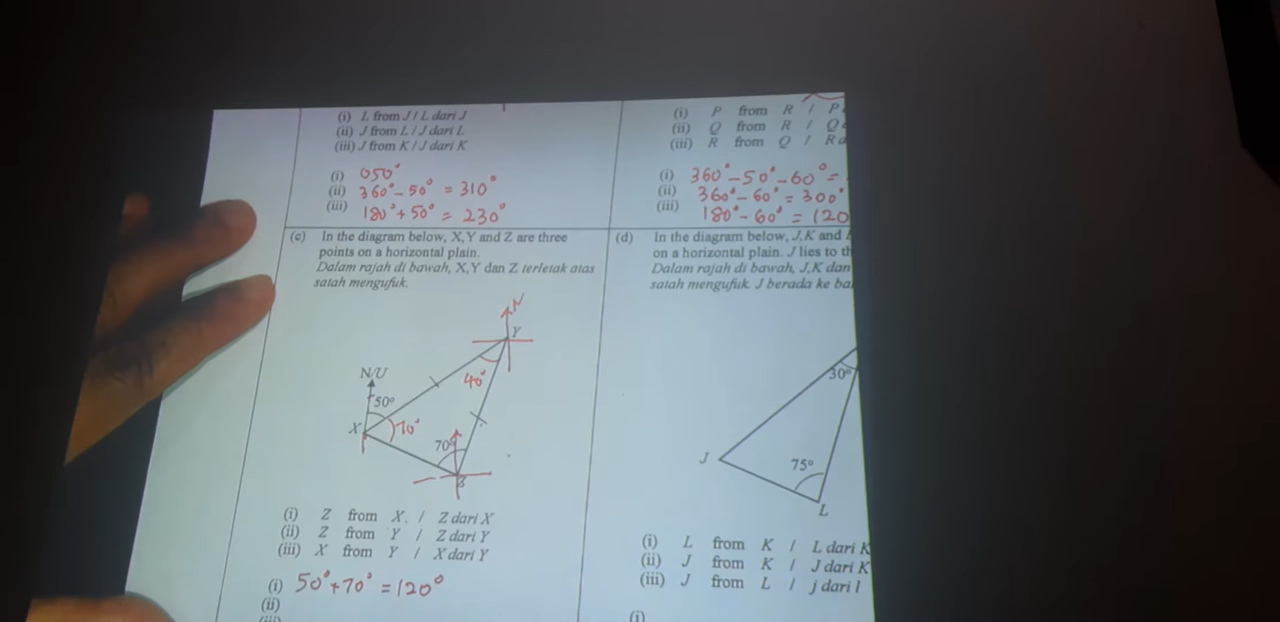 (i) L from J / L dari J
(ii) J from L / J dari L
(iii) J from K / J dari K
(i) 050°
(ii) 360° - 50° = 310°
(iii) 180° + 50° = 230°
(i) P from R / P
(ii) Q from R / Q
(iii) R from Q / R
(i) 360° - 50° - 60° =
(ii) 360° - 60° = 300°
(iii) 180° - 60° = 120
(c) In the diagram below, X,Y and Z are three
points on a horizontal plain.
Dalam rajah di bawah, X,Y dan Z terletak atas
satah mengufuk.
N
Y
40°
N/U
50°
X
70°
70°
(i) Z from X. / Z dari X
(ii) Z from Y / Z dari Y
(iii) X from Y / X dari Y
(i) 50° + 70° = 120°
(ii)
(d) In the diagram below, J,K and
on a horizontal plain. J lies to th
Dalam rajah di bawah, J,K dan
satah mengufuk. J berada ke ba
30°
J
75°
L
(i) L from K / L dari K
(ii) J from K / J dari K
(iii) J from L / j dari l
(i)